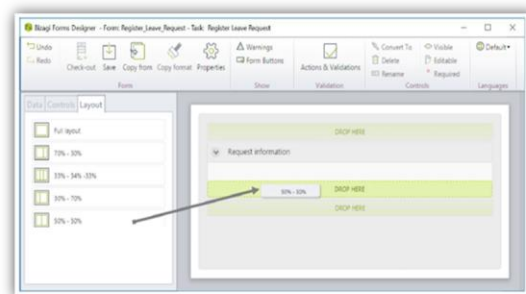 Bizagi Forms Designer - Form: Register_Leave_Request - Task: Register Leave Request
Undo
Redo
Check-out Save Copy from Copy format Properties
Form
Warnings
Form Buttons
Show
Actions & Validations
Validation
Convert To Visible
Delete Editable
Rename Required
Controls
Default
Languages
Data Controls Layout
Full layout
70% - 30%
33% - 34% -33%
30% - 70%
50% - 50%
DROP HERE
Request information
50% - 50% DROP HERE
DROP HERE